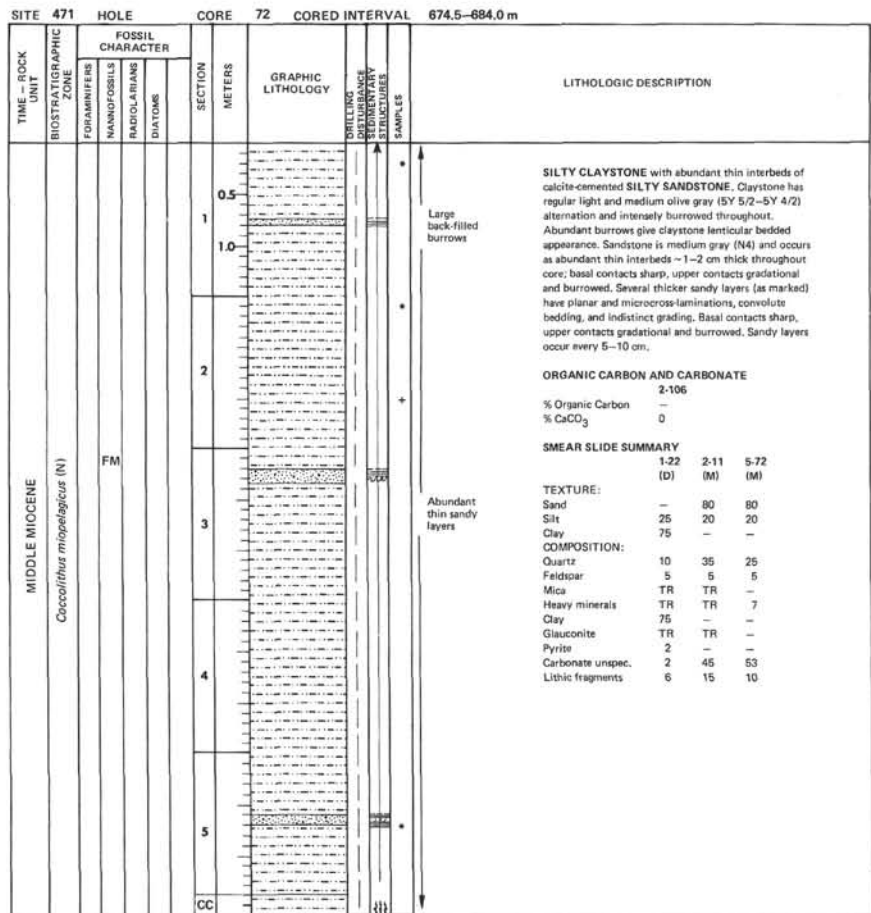 SITE 471 HOLE CORE 72 CORED INTERVAL 674.5–684.0 m
TIME – ROCK UNIT
BIOSTRATIGRAPHIC ZONE
FOSSIL CHARACTER
FORAMINIFERS
NANNOFOSSILS
RADIOLARIANS
DIATOMS
SECTION
METERS
GRAPHIC LITHOLOGY
DRILLING DISTURBANCE
SEDIMENTARY STRUCTURES
SAMPLES
LITHOLOGIC DESCRIPTION
MIDDLE MIOCENE
Coccolithus miopelagicus (N)
FM
1
0.5
1.0
2
3
4
5
CC
Large
back-filled
burrows
Abundant
thin sandy
layers
SILTY CLAYSTONE with abundant thin interbeds of
calcite-cemented SILTY SANDSTONE. Claystone has
regular light and medium olive gray (5Y 5/2–5Y 4/2)
alternation and intensely burrowed throughout.
Abundant burrows give claystone lenticular bedded
appearance. Sandstone is medium gray (N4) and occurs
as abundant thin interbeds ~1–2 cm thick throughout
core; basal contacts sharp, upper contacts gradational
and burrowed. Several thicker sandy layers (as marked)
have planar and microcross-laminations, convolute
bedding, and indistinct grading. Basal contacts sharp,
upper contacts gradational and burrowed. Sandy layers
occur every 5–10 cm.
ORGANIC CARBON AND CARBONATE
2-106
% Organic Carbon –
% CaCO₃ 0
SMEAR SLIDE SUMMARY
1-22 2-11 5-72
(D) (M) (M)
TEXTURE:
Sand – 80 80
Silt 25 20 20
Clay 75 – –
COMPOSITION:
Quartz 10 35 25
Feldspar 5 5 5
Mica TR TR –
Heavy minerals TR TR 7
Clay 75 – –
Glauconite TR TR –
Pyrite 2 – –
Carbonate unspec. 2 45 53
Lithic fragments 6 15 10